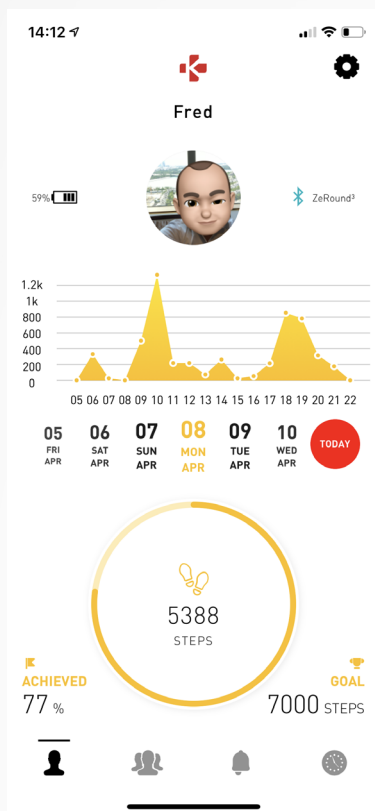 14:12
Fred
59%
ZeRound³
1.2k
1k
800
600
400
200
0
05 06 07 08 09 10 11 12 13 14 15 16 17 18 19 20 21 22
05 06 07 08 09 10
FRI SAT SUN MON TUE WED TODAY
APR APR APR APR APR APR
5388
STEPS
ACHIEVED GOAL
77 % 7000 STEPS